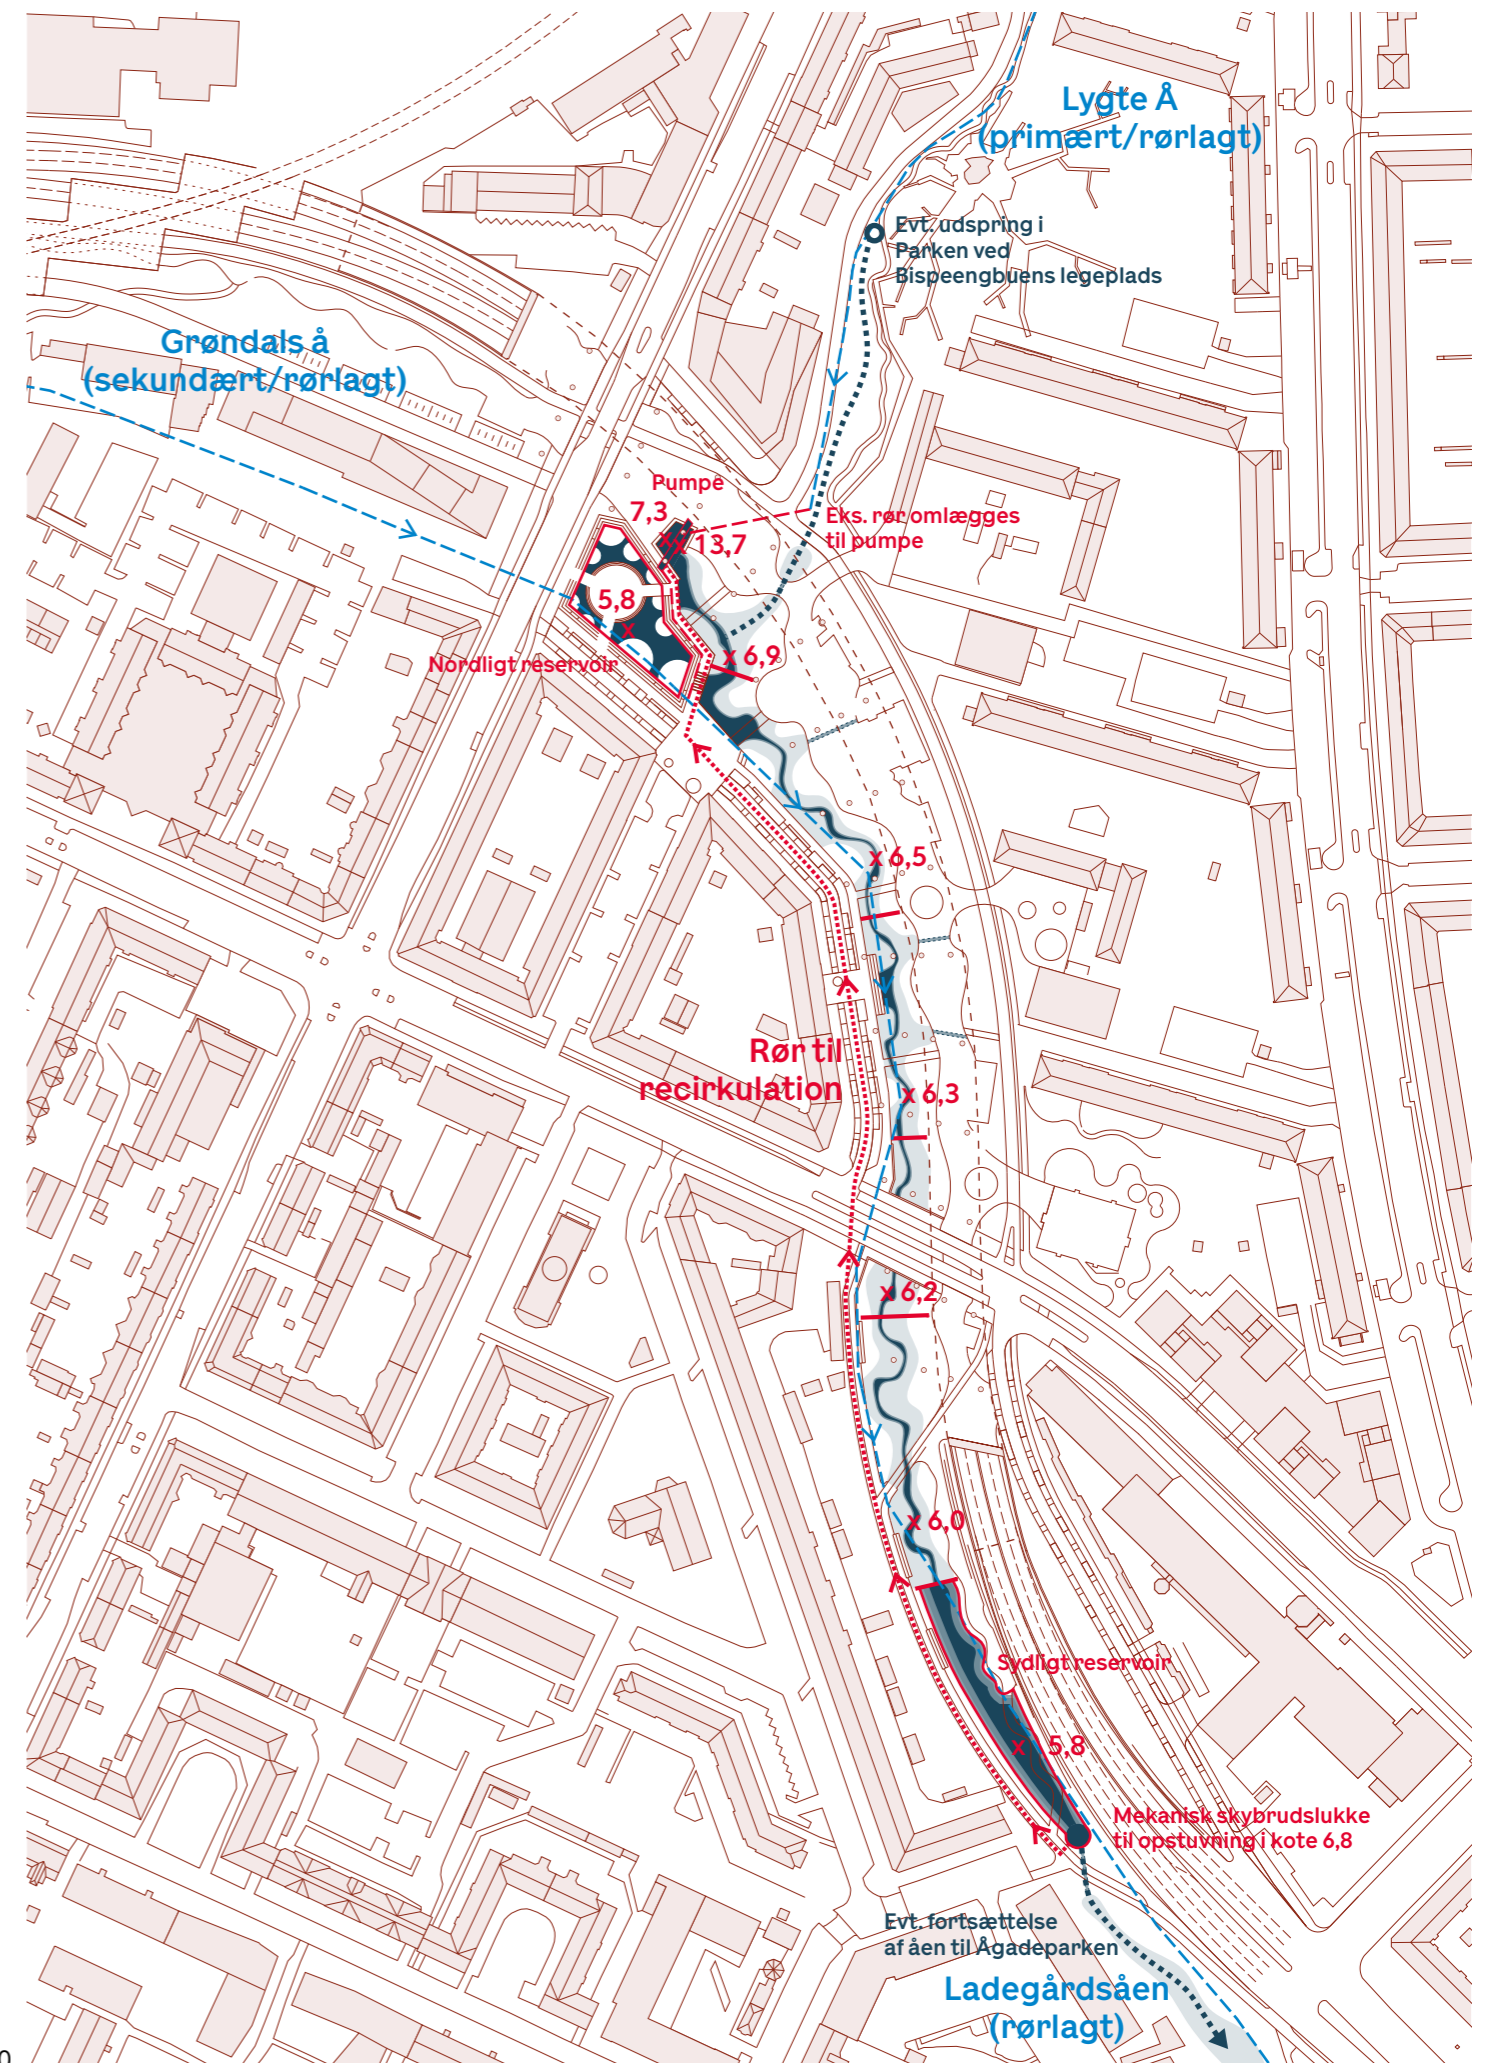 Lygte Å
(primært/rørlagt)
Evt. udspring i
Parken ved
Bispeengbuens legeplads
Grøndals å
(sekundært/rørlagt)
Pumpe
7,3
x
x 13,7
Eks. rør omlægges
til pumpe
5,8
x
Nordligt reservoir
x 6,9
x 6,5
Rør til
recirkulation
x 6,3
x 6,2
x 6,0
Sydligt reservoir
x 5,8
Mekanisk skybrudslukke
til opstuvning i kote 6,8
Evt. fortsættelse
af åen til Ågadeparken
Ladegårdsåen
(rørlagt)